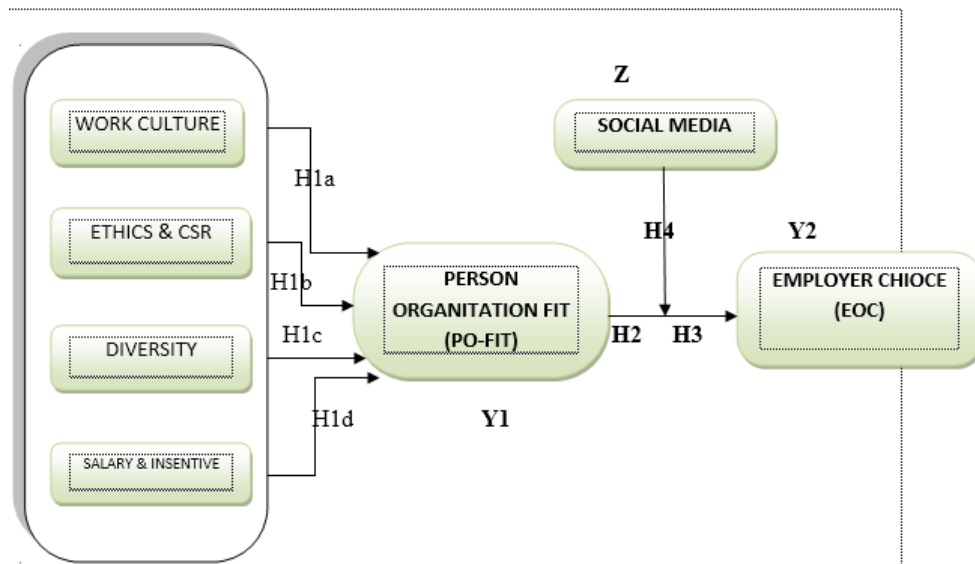 WORK CULTURE
ETHICS & CSR
DIVERSITY
SALARY & INSENTIVE
H1a
H1b
H1c
H1d
PERSON
ORGANITATION FIT
(PO-FIT)
Y1
Z
SOCIAL MEDIA
H4
H2
H3
Y2
EMPLOYER CHIOCE
(EOC)